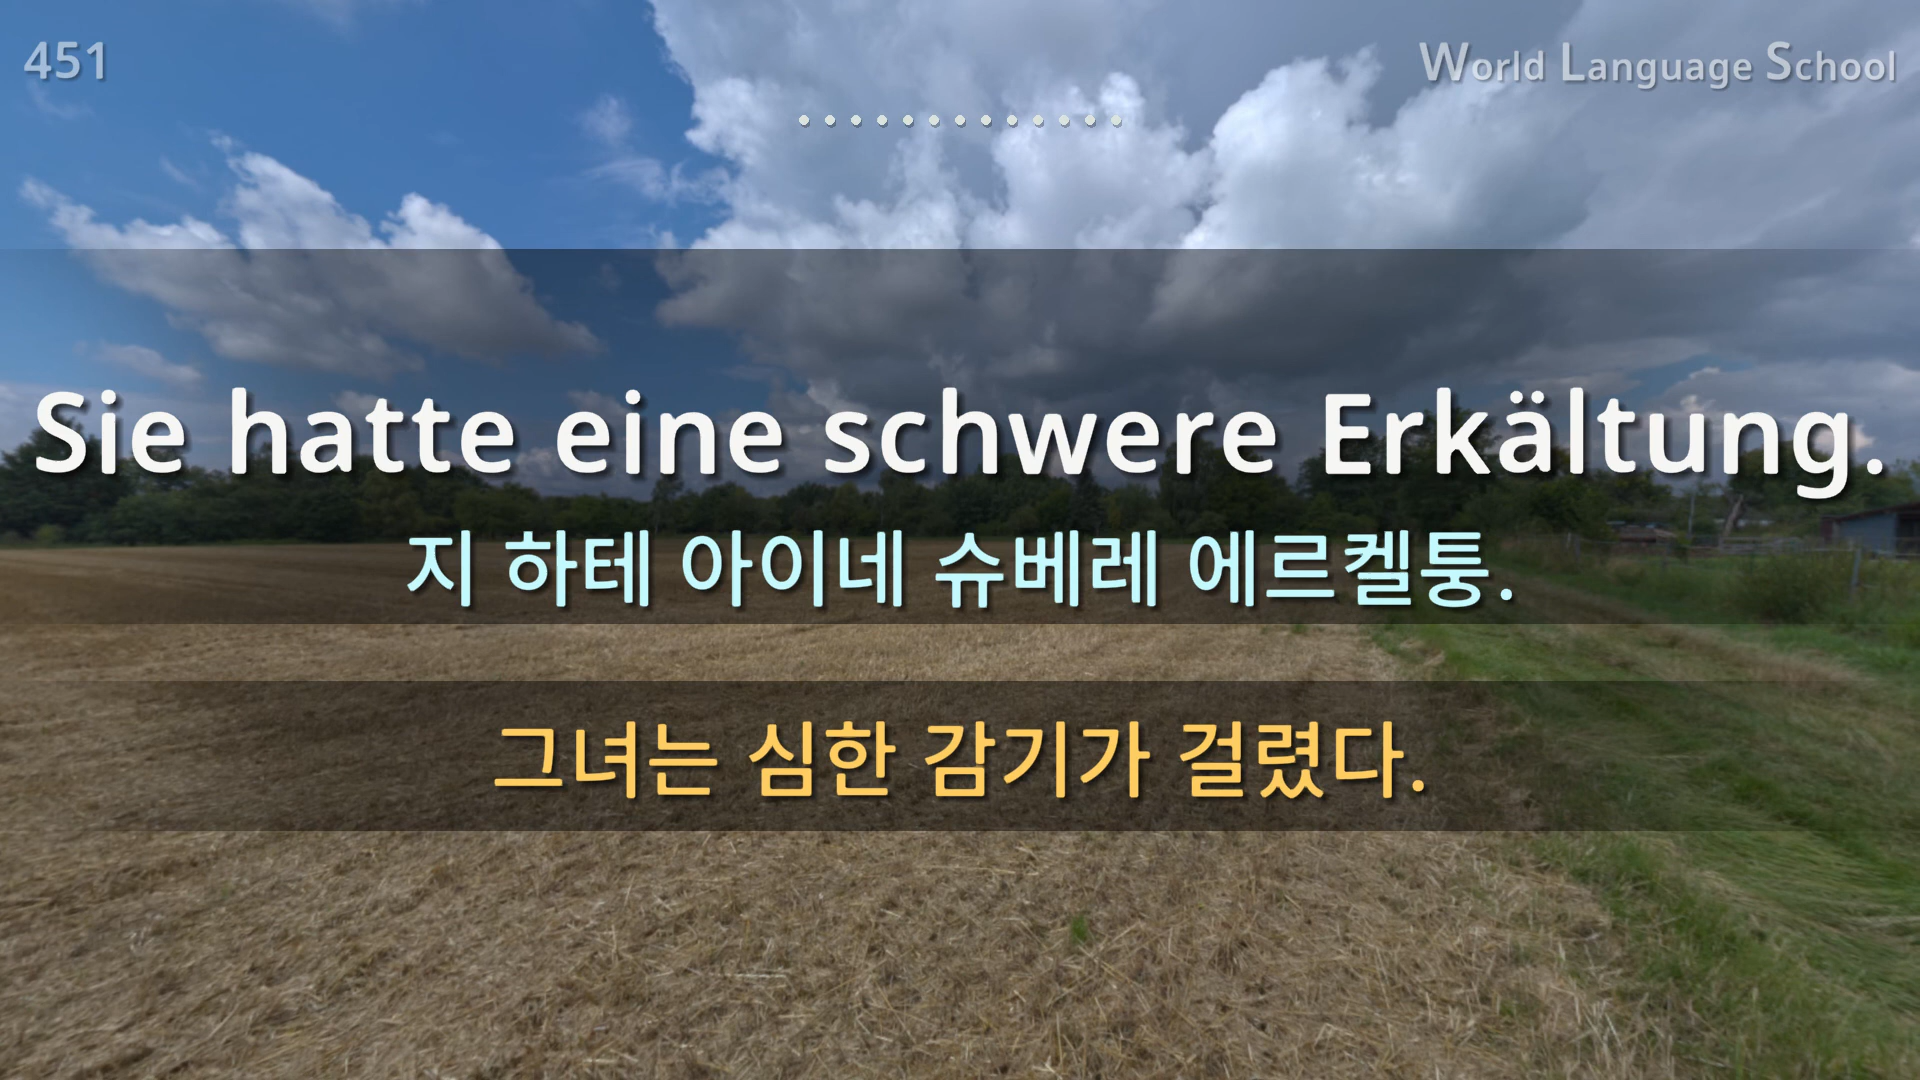 451
World Language School
Sie hatte eine schwere Erkältung.
지 하테 아이네 슈베레 에르켈퉁.
그녀는 심한 감기가 걸렸다.